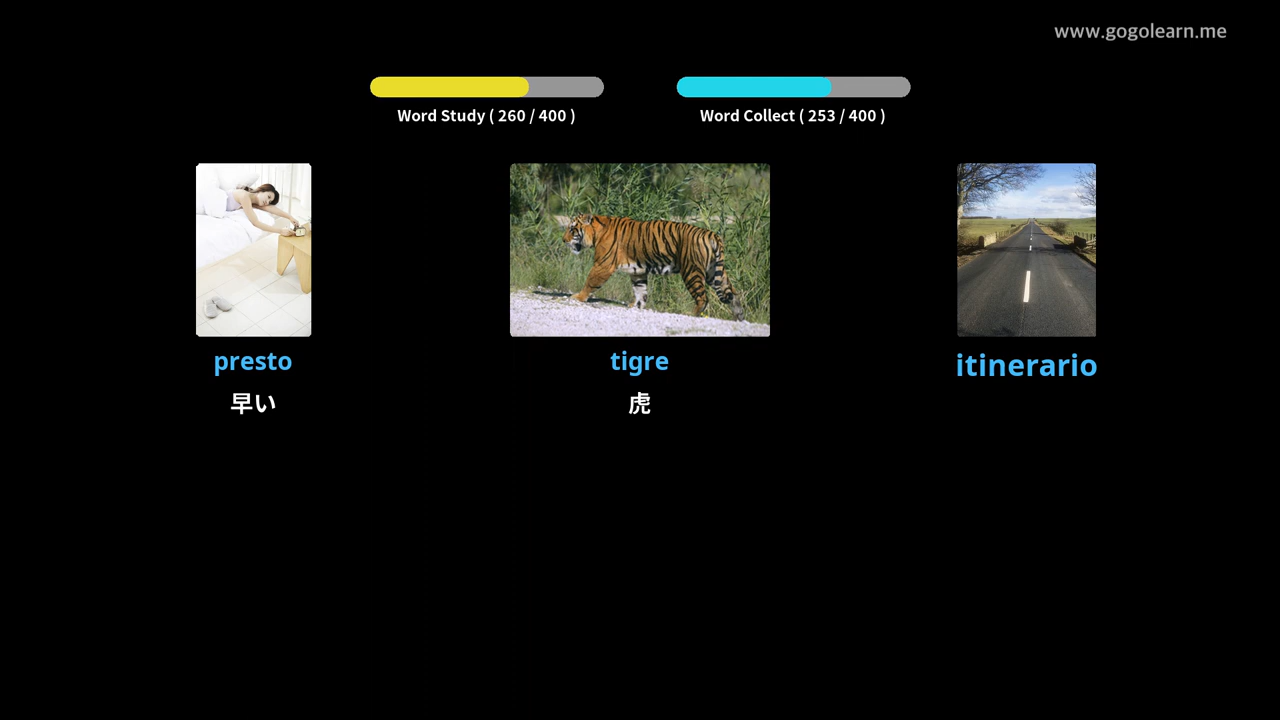 www.gogolearn.me
Word Study ( 260 / 400 )
Word Collect ( 253 / 400 )
presto
早い
tigre
虎
itinerario